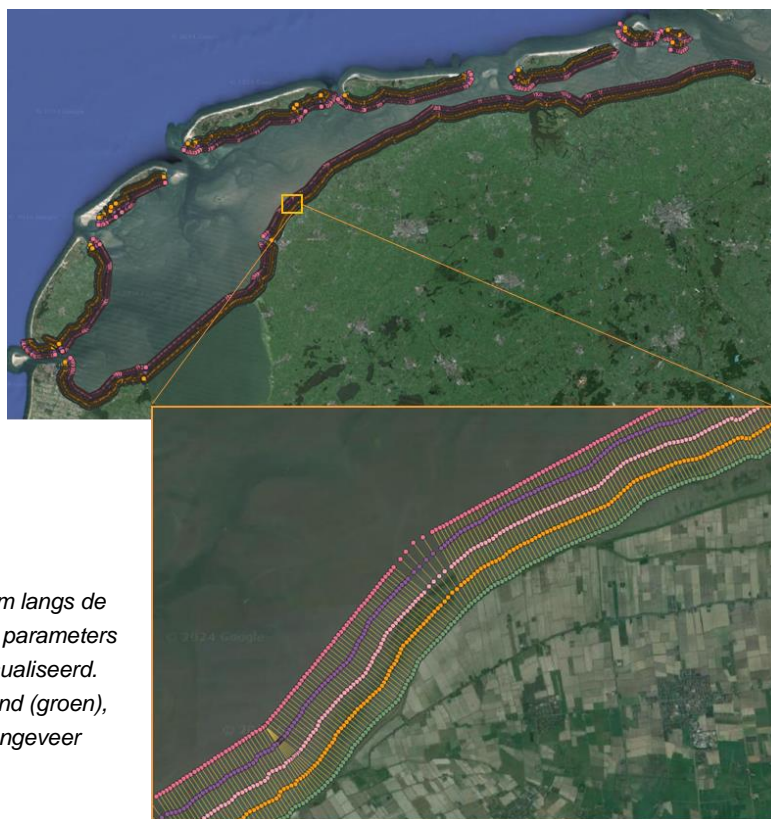 © 2024 Google
m langs de
parameters
ualiseerd.
nd (groen),
ngeveer